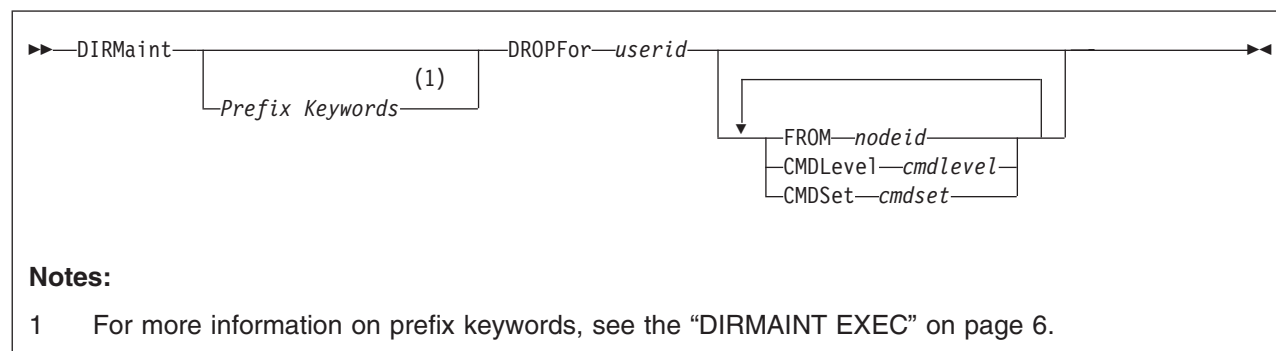 DIRMaint DROPFor userid
(1)
Prefix Keywords
FROM nodeid
CMDLevel cmdlevel
CMDSet cmdset
Notes:
1 For more information on prefix keywords, see the “DIRMAINT EXEC” on page 6.